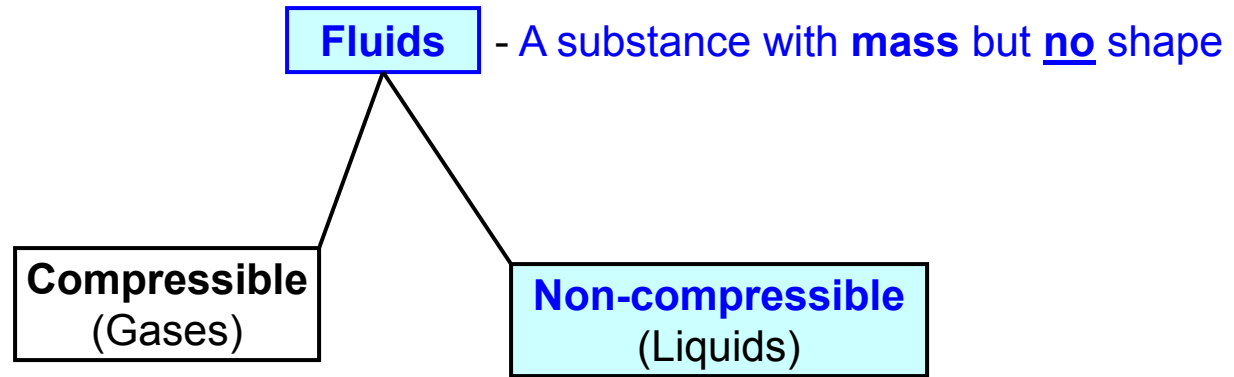 Fluids - A substance with mass but no shape
Compressible
(Gases)
Non-compressible
(Liquids)